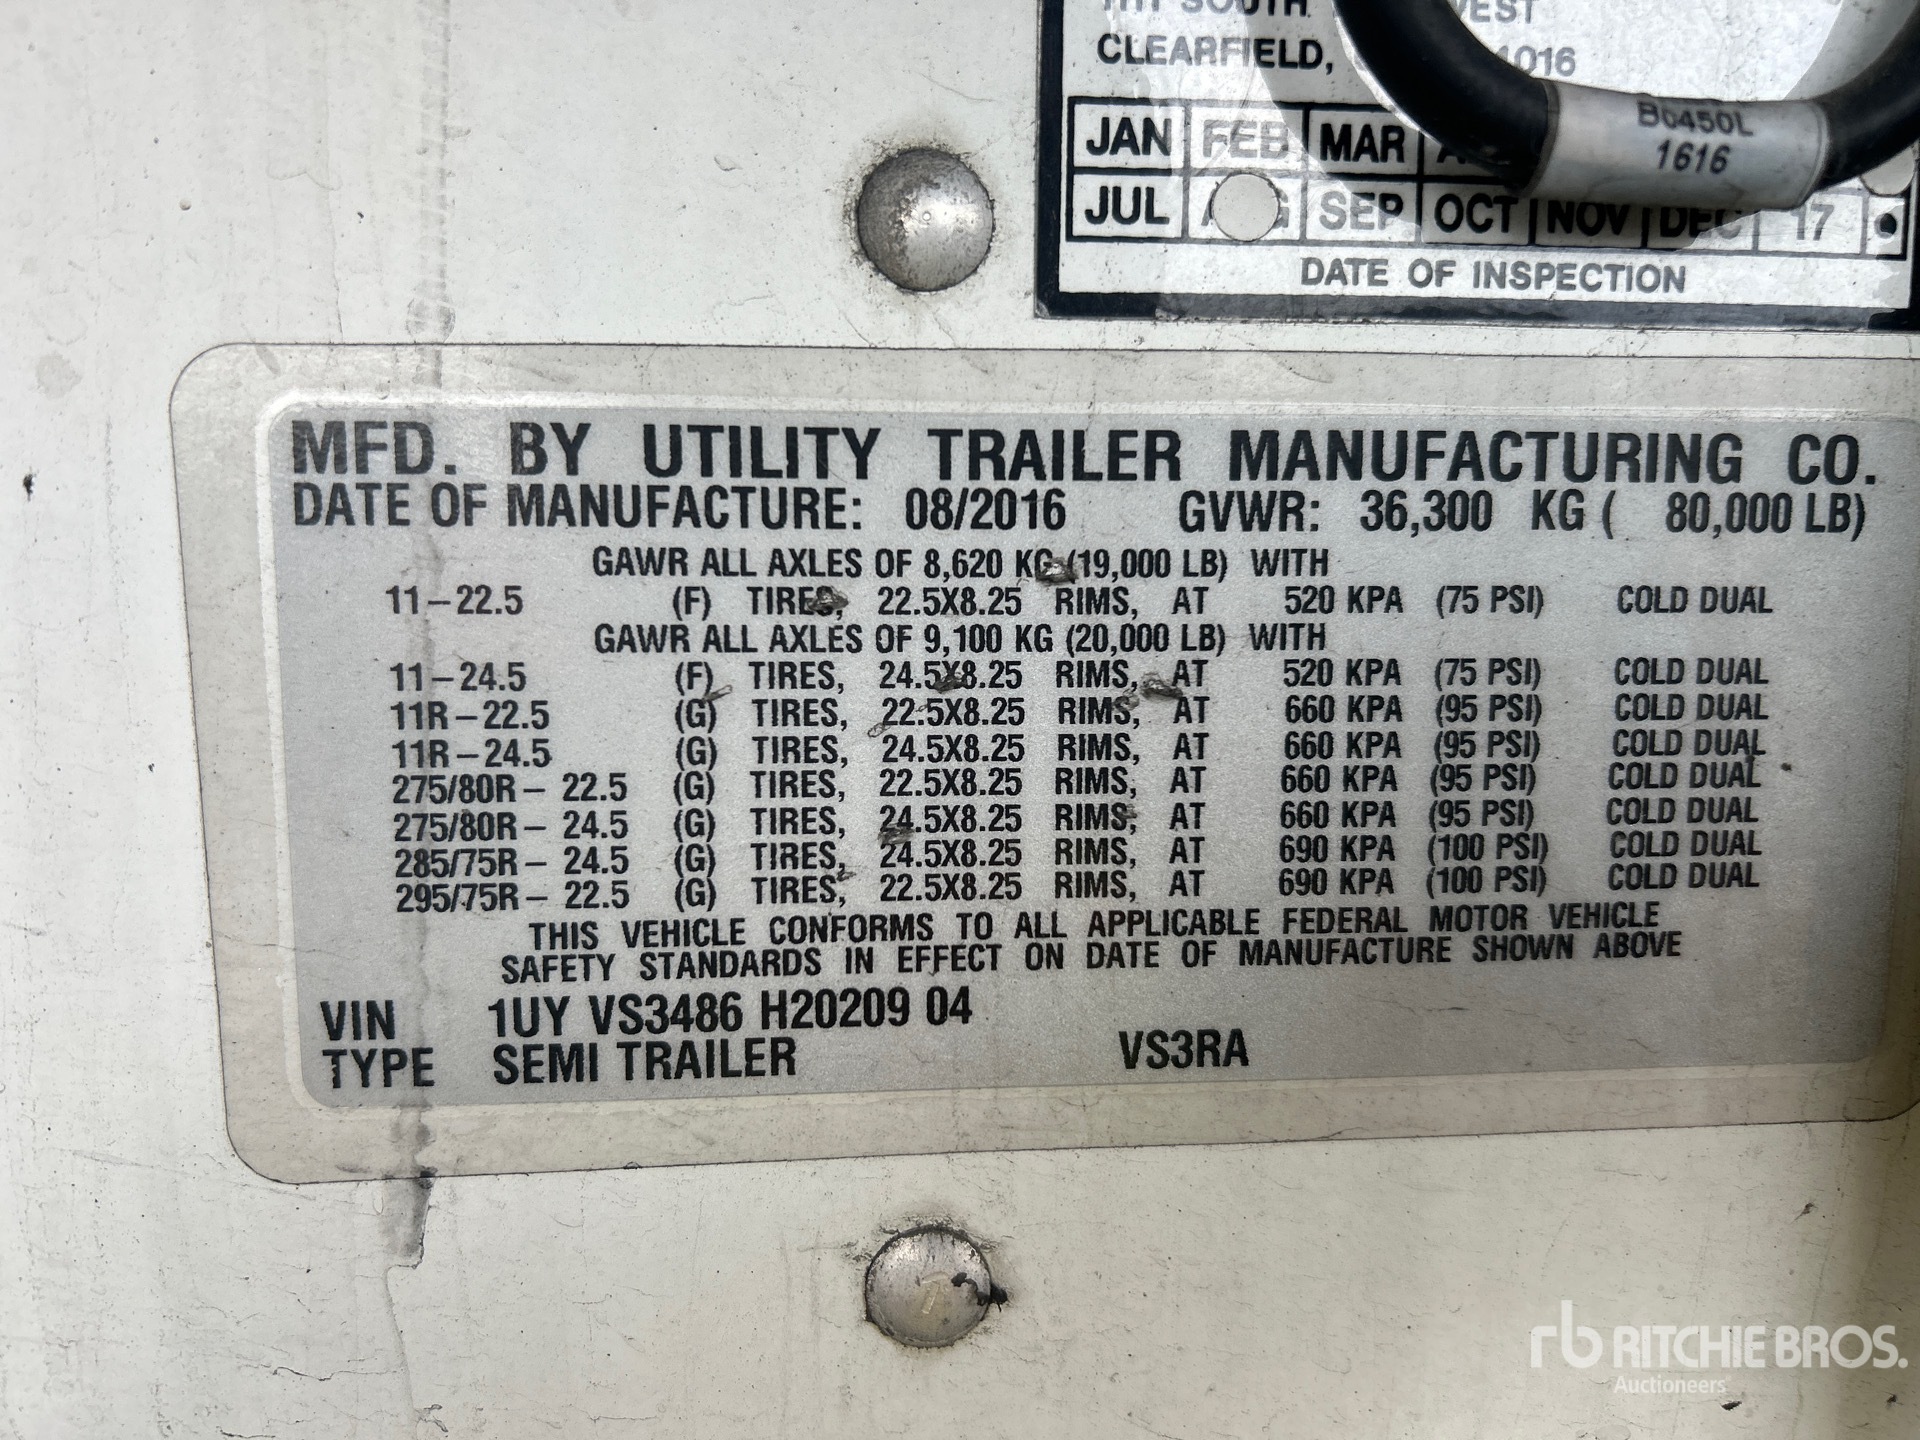 SOUTH
CLEARFIELD,
JAN FEB MAR
JUL SEP OCT NOV DEC 17
DATE OF INSPECTION
B6450L
1616
MFD. BY UTILITY TRAILER MANUFACTURING CO.
DATE OF MANUFACTURE: 08/2016 GVWR: 36,300 KG ( 80,000 LB)
GAWR ALL AXLES OF 8,620 KG (19,000 LB) WITH
11-22.5 (F) TIRES, 22.5X8.25 RIMS, AT 520 KPA (75 PSI) COLD DUAL
GAWR ALL AXLES OF 9,100 KG (20,000 LB) WITH
11-24.5 (F) TIRES, 24.5X8.25 RIMS, AT 520 KPA (75 PSI) COLD DUAL
11R-22.5 (G) TIRES, 22.5X8.25 RIMS, AT 660 KPA (95 PSI) COLD DUAL
11R-24.5 (G) TIRES, 24.5X8.25 RIMS, AT 660 KPA (95 PSI) COLD DUAL
275/80R- 22.5 (G) TIRES, 22.5X8.25 RIMS, AT 660 KPA (95 PSI) COLD DUAL
275/80R- 24.5 (G) TIRES, 24.5X8.25 RIMS, AT 660 KPA (95 PSI) COLD DUAL
285/75R- 24.5 (G) TIRES, 24.5X8.25 RIMS, AT 690 KPA (100 PSI) COLD DUAL
295/75R- 22.5 (G) TIRES, 22.5X8.25 RIMS, AT 690 KPA (100 PSI) COLD DUAL
THIS VEHICLE CONFORMS TO ALL APPLICABLE FEDERAL MOTOR VEHICLE
SAFETY STANDARDS IN EFFECT ON DATE OF MANUFACTURE SHOWN ABOVE
VIN 1UY VS3486 H20209 04
TYPE SEMI TRAILER VS3RA
rb RITCHIE BROS.
Auctioneers